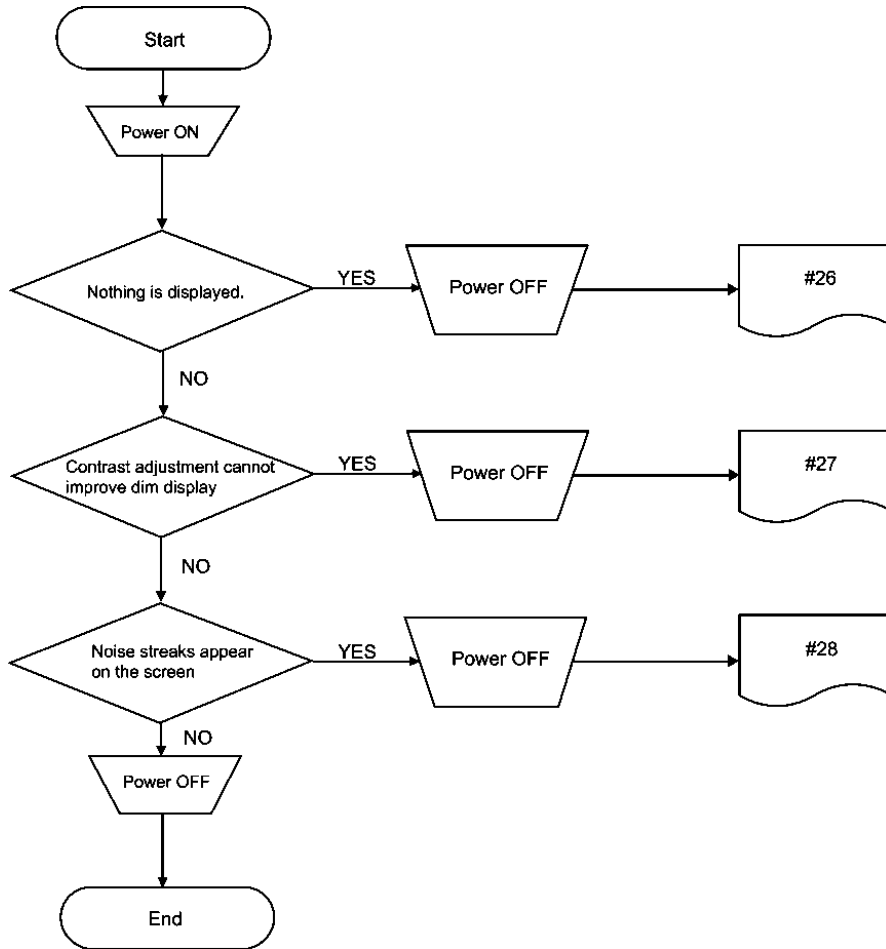 Start
Power ON
Nothing is displayed.
YES
Power OFF
#26
NO
Contrast adjustment cannot
improve dim display
YES
Power OFF
#27
NO
Noise streaks appear
on the screen
YES
Power OFF
#28
NO
Power OFF
End